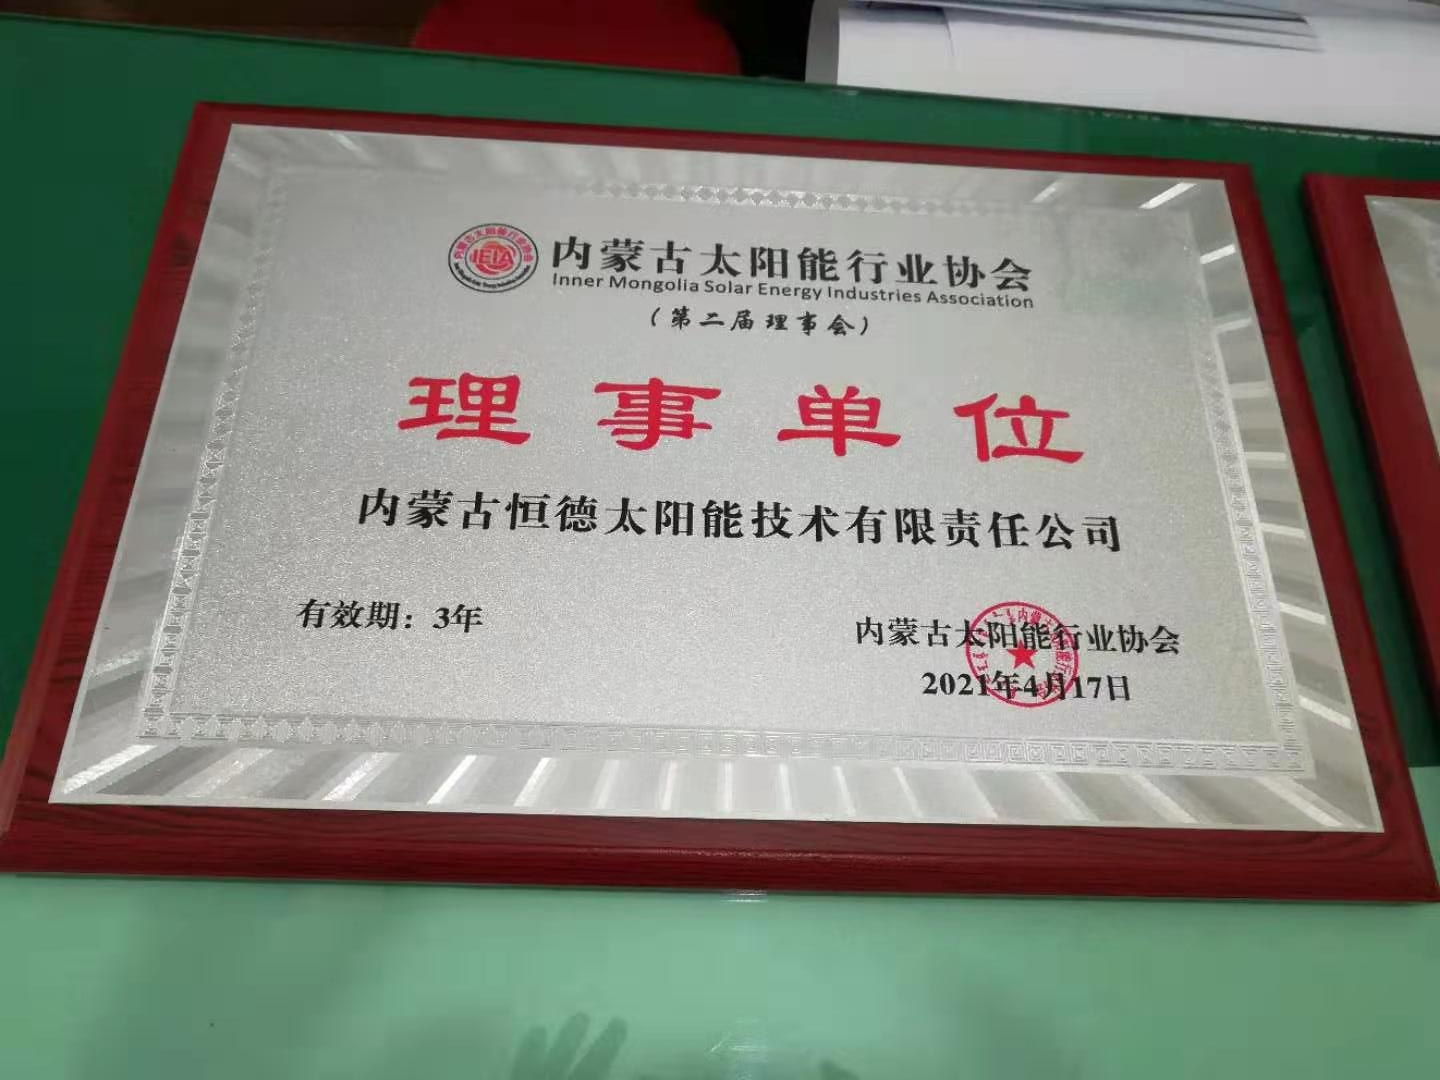 内蒙古太阳能行业协会
Inner Mongolia Solar Energy Industries Association
（第二届理事会）
理事单位
内蒙古恒德太阳能技术有限责任公司
有效期：3年
内蒙古太阳能行业协会
2021年4月17日